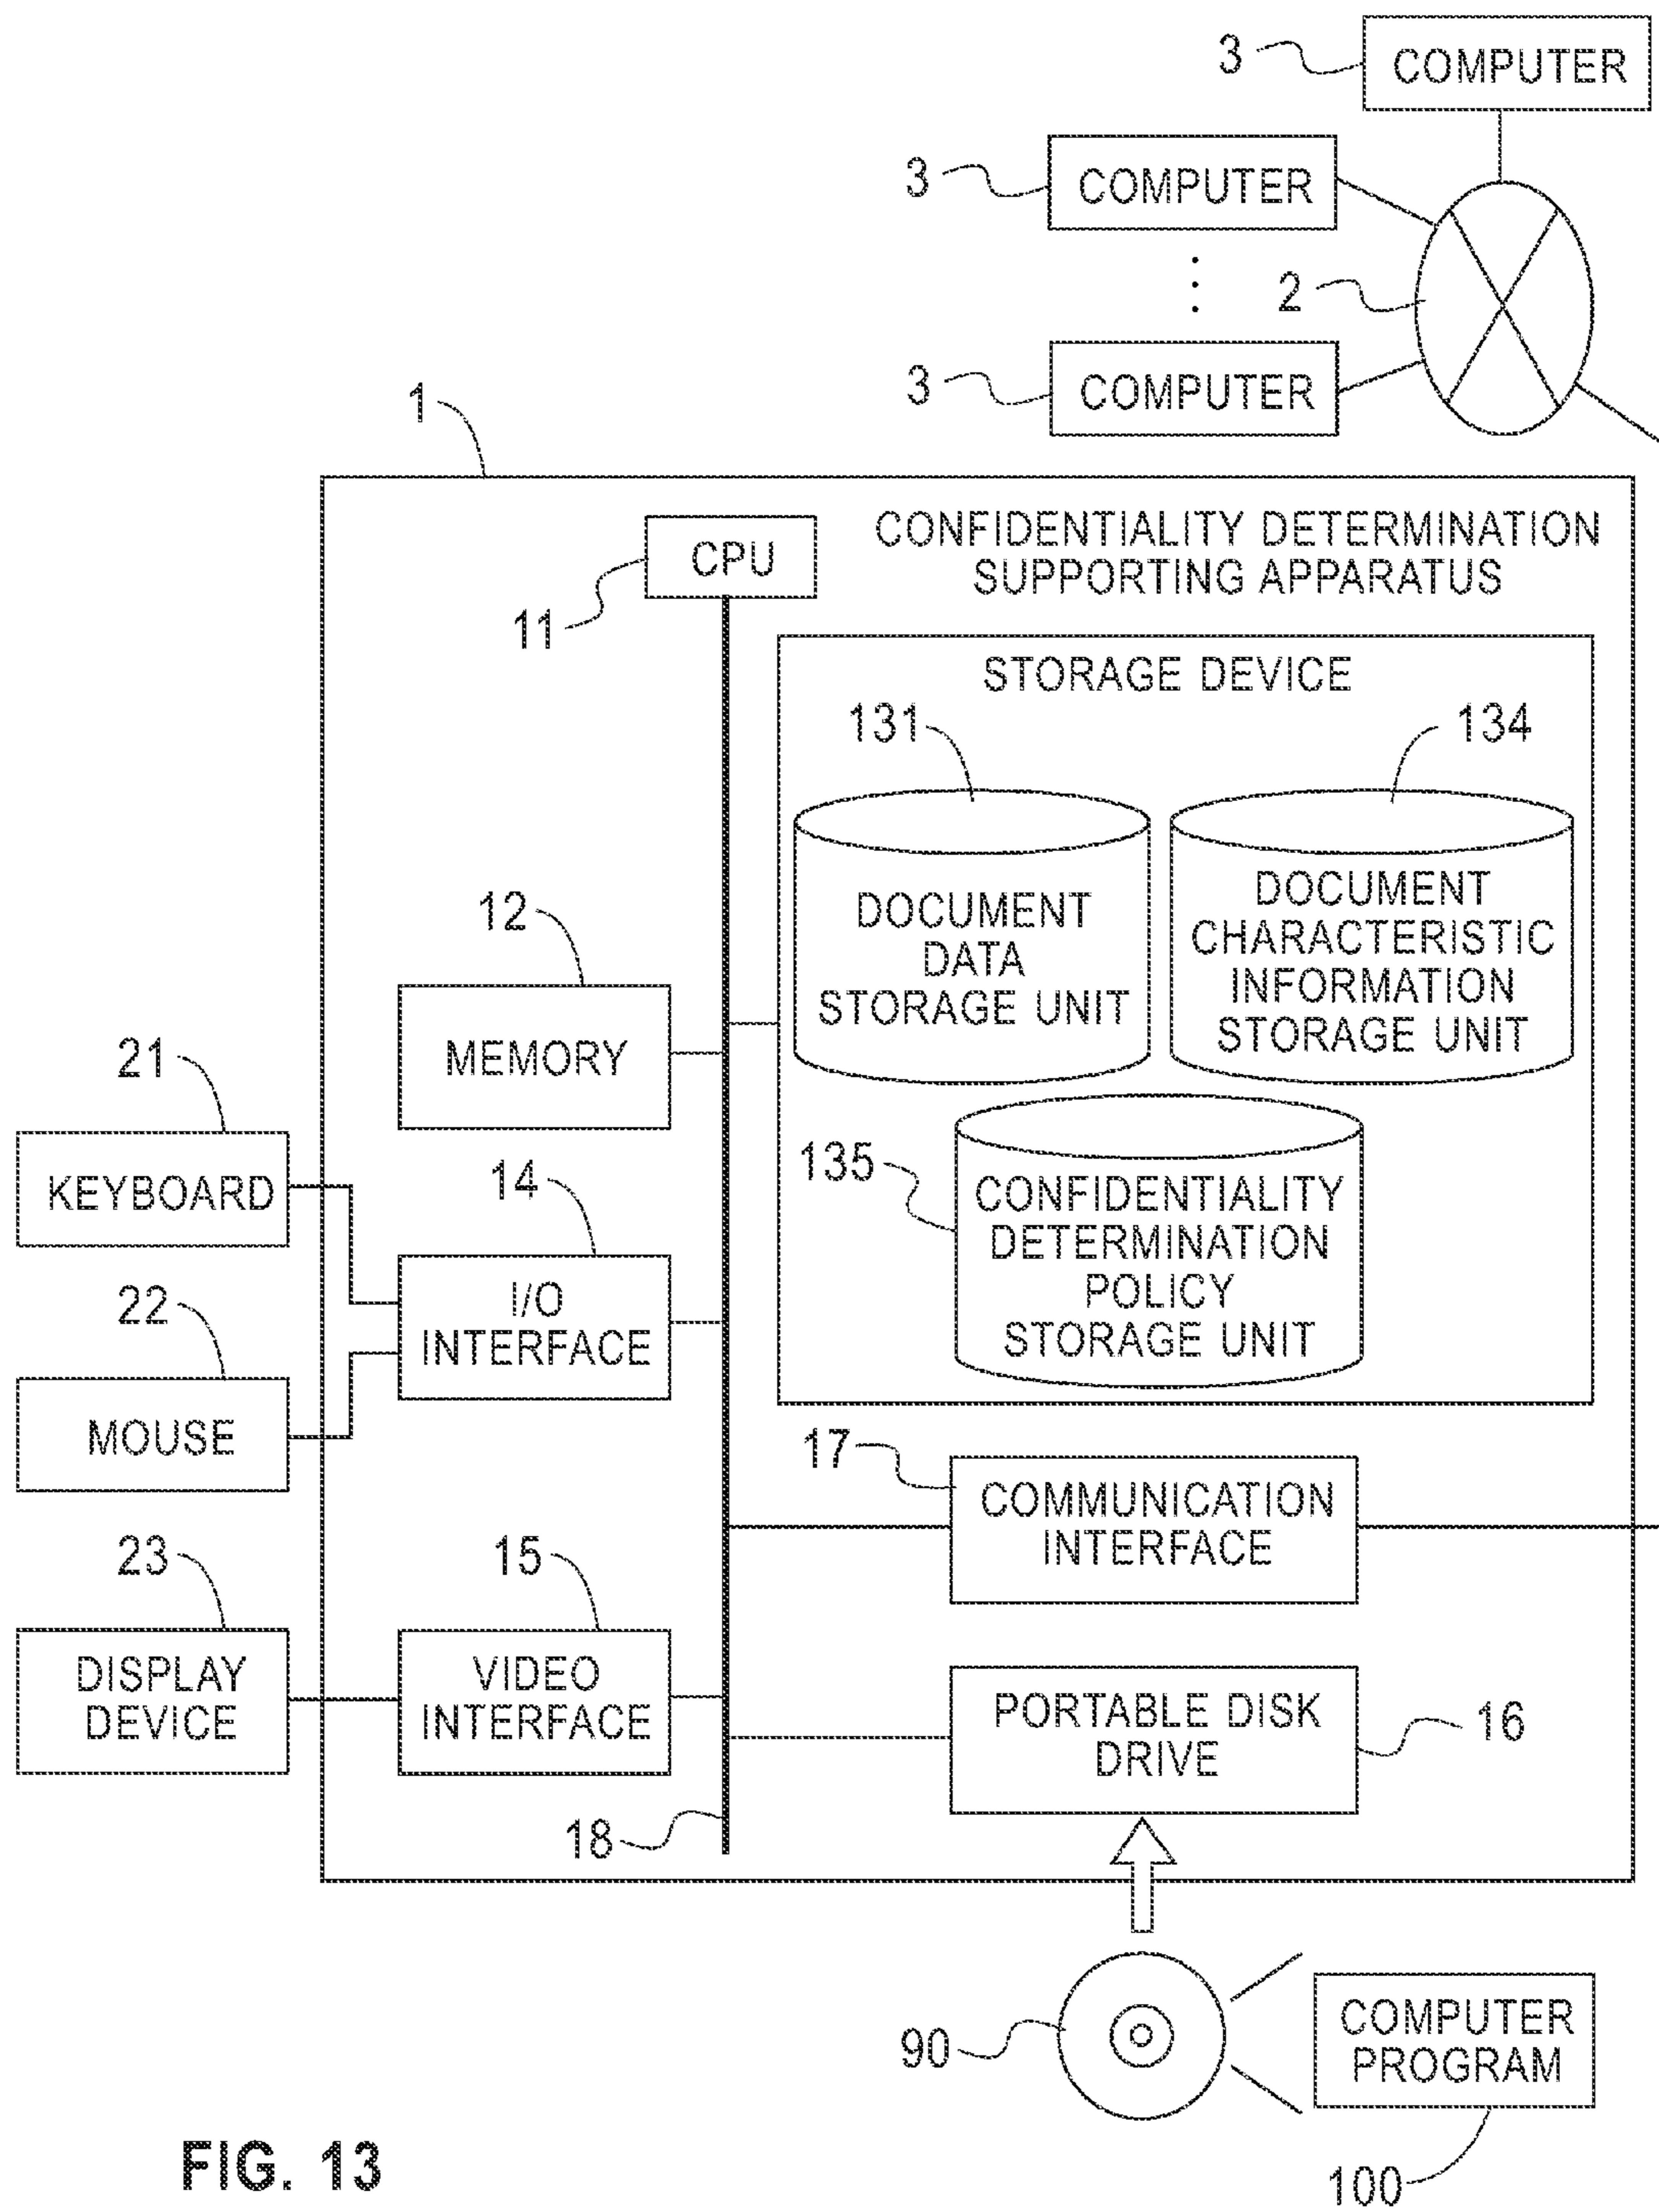 3
COMPUTER
3
COMPUTER
2
3
COMPUTER
1
CPU
11
CONFIDENTIALITY DETERMINATION
SUPPORTING APPARATUS
STORAGE DEVICE
131
134
DOCUMENT
DATA
STORAGE UNIT
DOCUMENT
CHARACTERISTIC
INFORMATION
STORAGE UNIT
12
MEMORY
21
KEYBOARD
135
CONFIDENTIALITY
DETERMINATION
POLICY
STORAGE UNIT
14
I/O
INTERFACE
22
MOUSE
17
COMMUNICATION
INTERFACE
23
DISPLAY
DEVICE
15
VIDEO
INTERFACE
PORTABLE DISK
DRIVE
16
18
90
COMPUTER
PROGRAM
100
FIG. 13